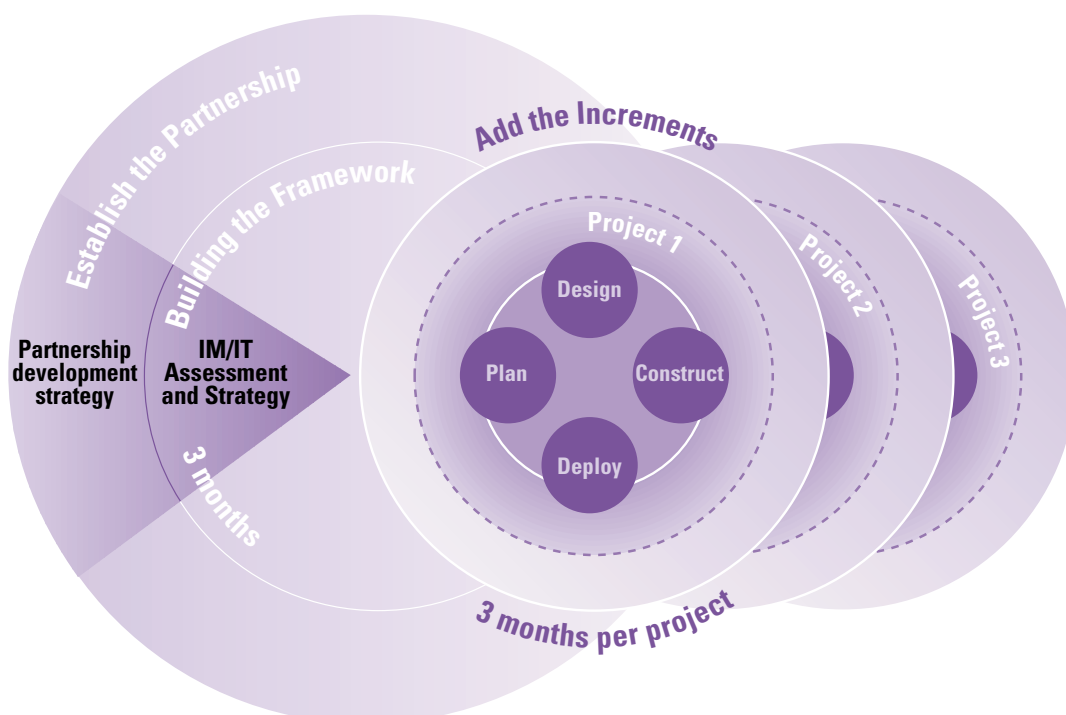 Establish the Partnership
Building the Framework
Partnership
development
strategy
IM/IT
Assessment
and Strategy
3 months
Add the Increments
Project 1
Design
Plan
Construct
Deploy
Project 2
Project 3
3 months per project